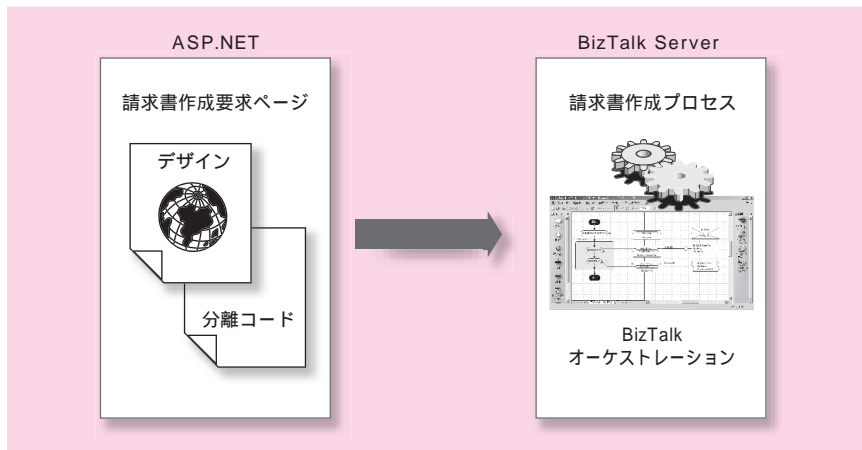 ASP.NET
請求書作成要求ページ
デザイン
分離コード
BizTalk Server
請求書作成プロセス
BizTalk
オーケストレーション